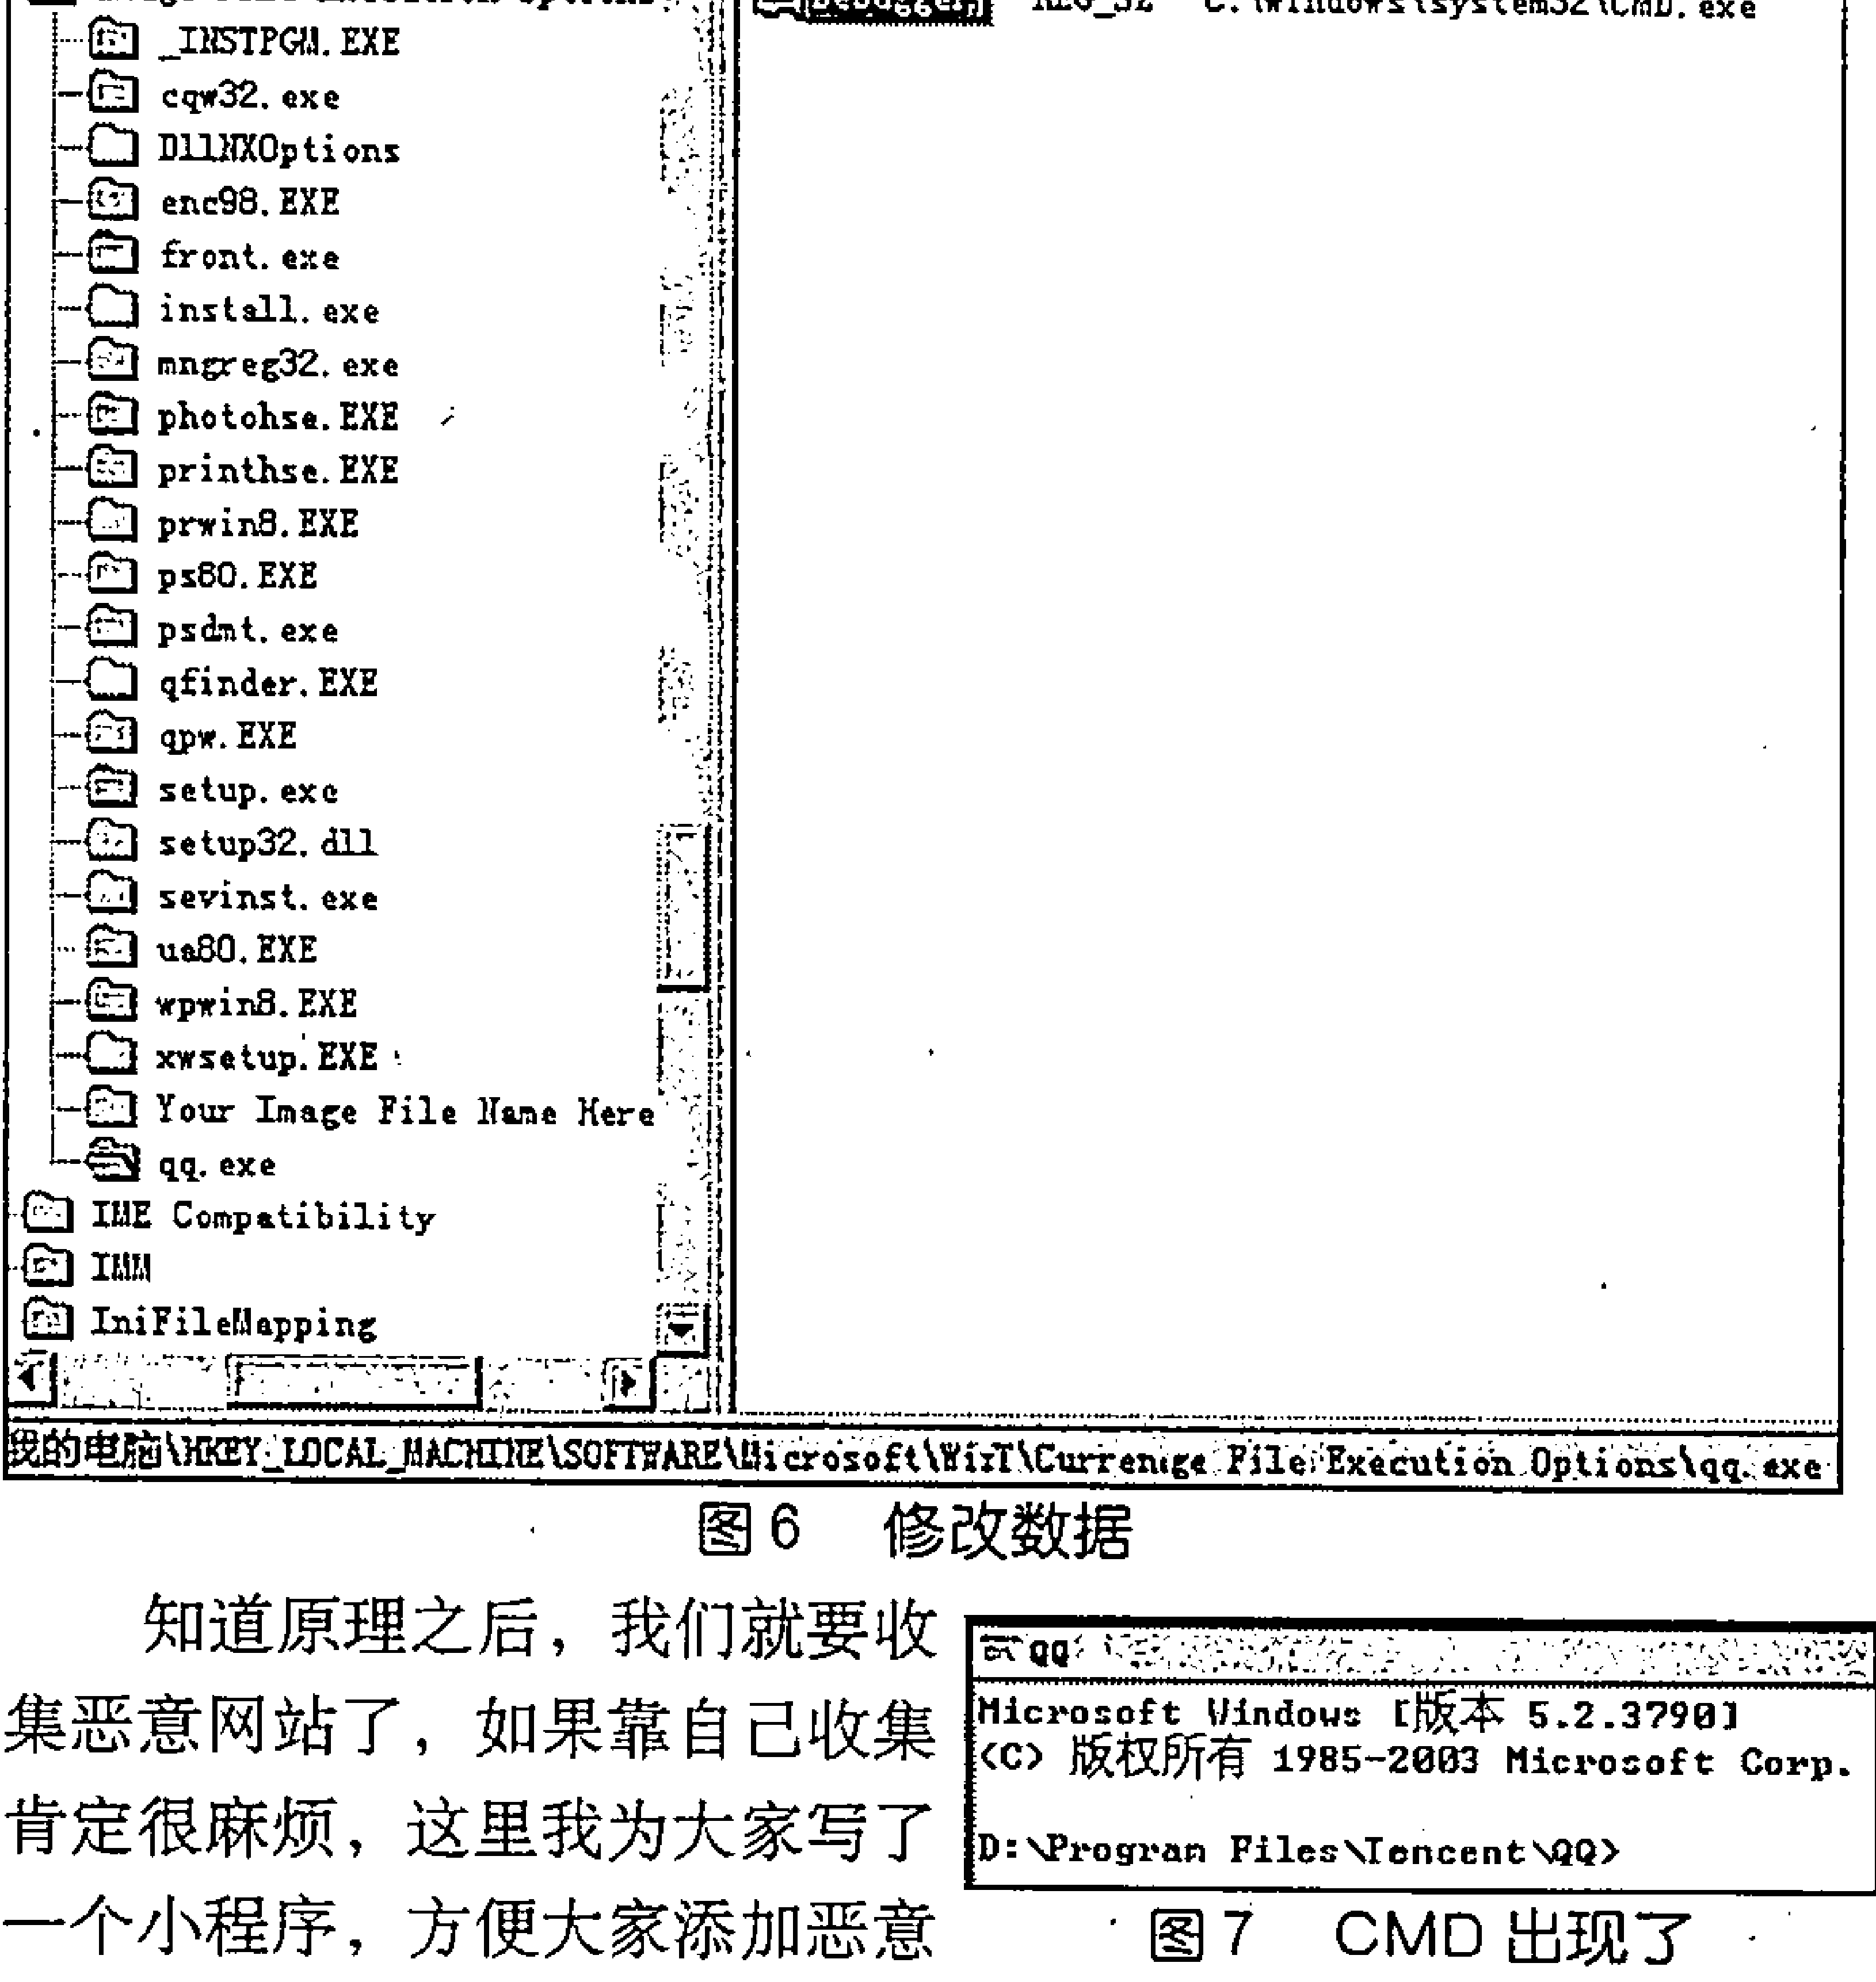 REG_SZ C:\windows\system32\CmD.exe
_INSTPGM.EXE
cqw32.exe
DllNXOptions
enc98.EXE
front.exe
install.exe
mngreg32.exe
photohse.EXE
printhse.EXE
prwin8.EXE
ps80.EXE
psdmt.exe
qfinder.EXE
qpw.EXE
setup.exe
setup32.dll
sevinst.exe
ua80.EXE
wpwin8.EXE
xwsetup.EXE
Your Image File Name Here
qq.exe
IME Compatibility
IMM
IniFileMapping
我的电脑\HKEY_LOCAL_MACHINE\SOFTWARE\Microsoft\ File Execution Options\qq.exe
图6 修改数据
知道原理之后，我们就要收
集恶意网站了，如果靠自己收集
肯定很麻烦，这里我为大家写了
一个小程序，方便大家添加恶意
QQ
Microsoft Windows [版本 5.2.3790]
(C) 版权所有 1985-2003 Microsoft Corp.
D:\Program Files\Tencent\QQ>
图7 CMD出现了